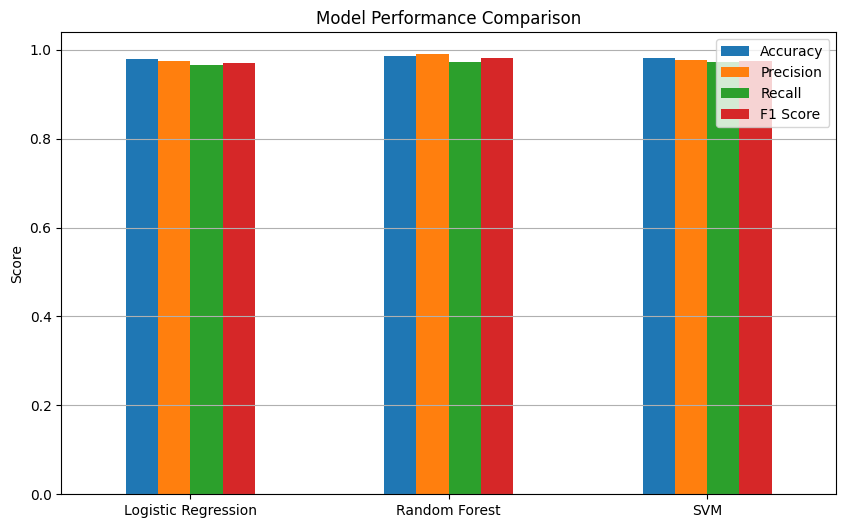 Model Performance Comparison
Accuracy
Precision
Recall
F1 Score
1.0
0.8
0.6
0.4
0.2
0.0
Score
Logistic Regression
Random Forest
SVM